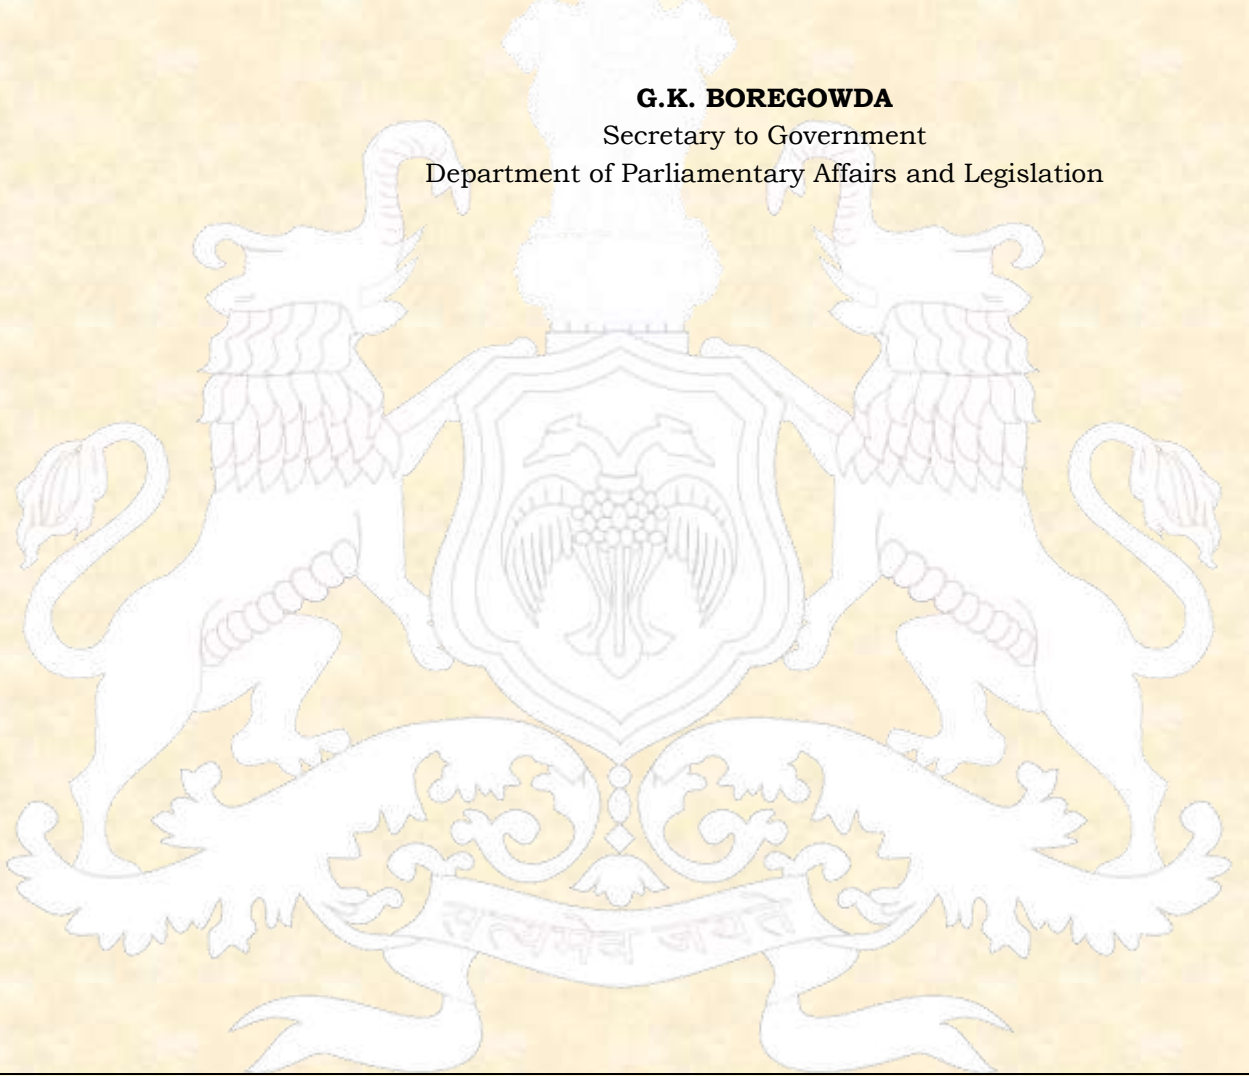 G.K. BOREGOWDA
Secretary to Government
Department of Parliamentary Affairs and Legislation
सत्यमेव जयते